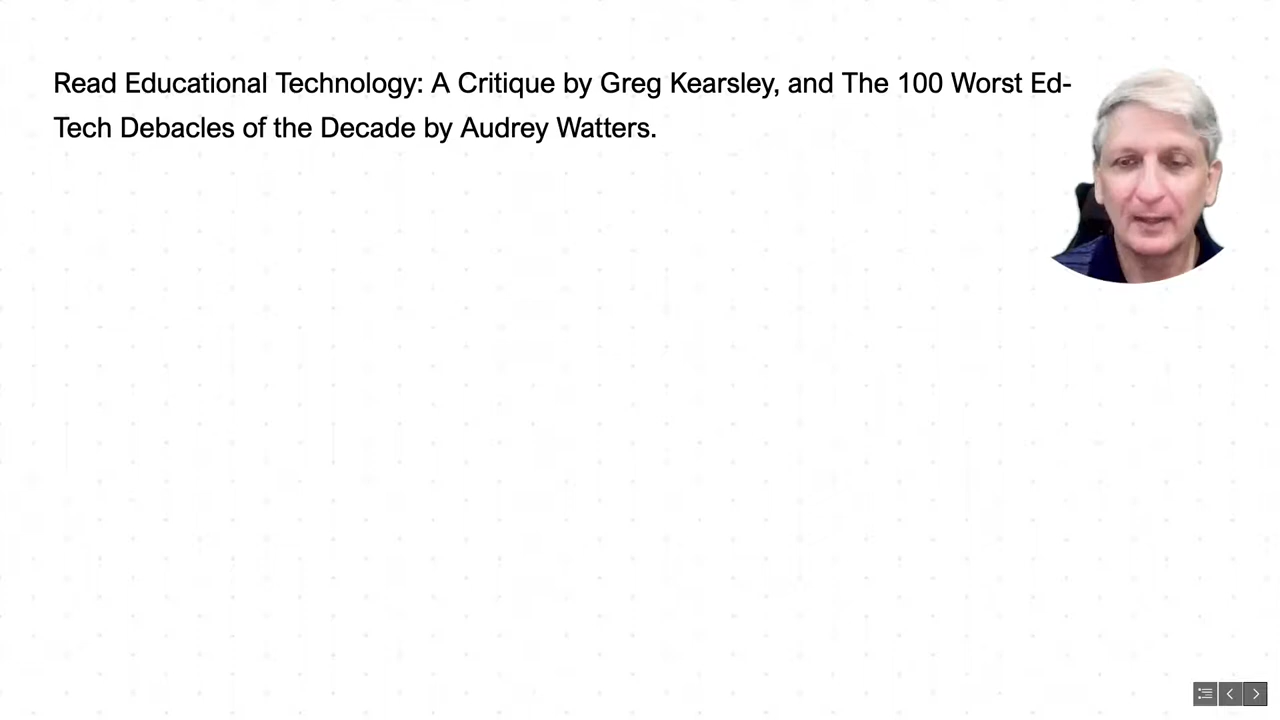 Read Educational Technology: A Critique by Greg Kearsley, and The 100 Worst Ed-
Tech Debacles of the Decade by Audrey Watters.